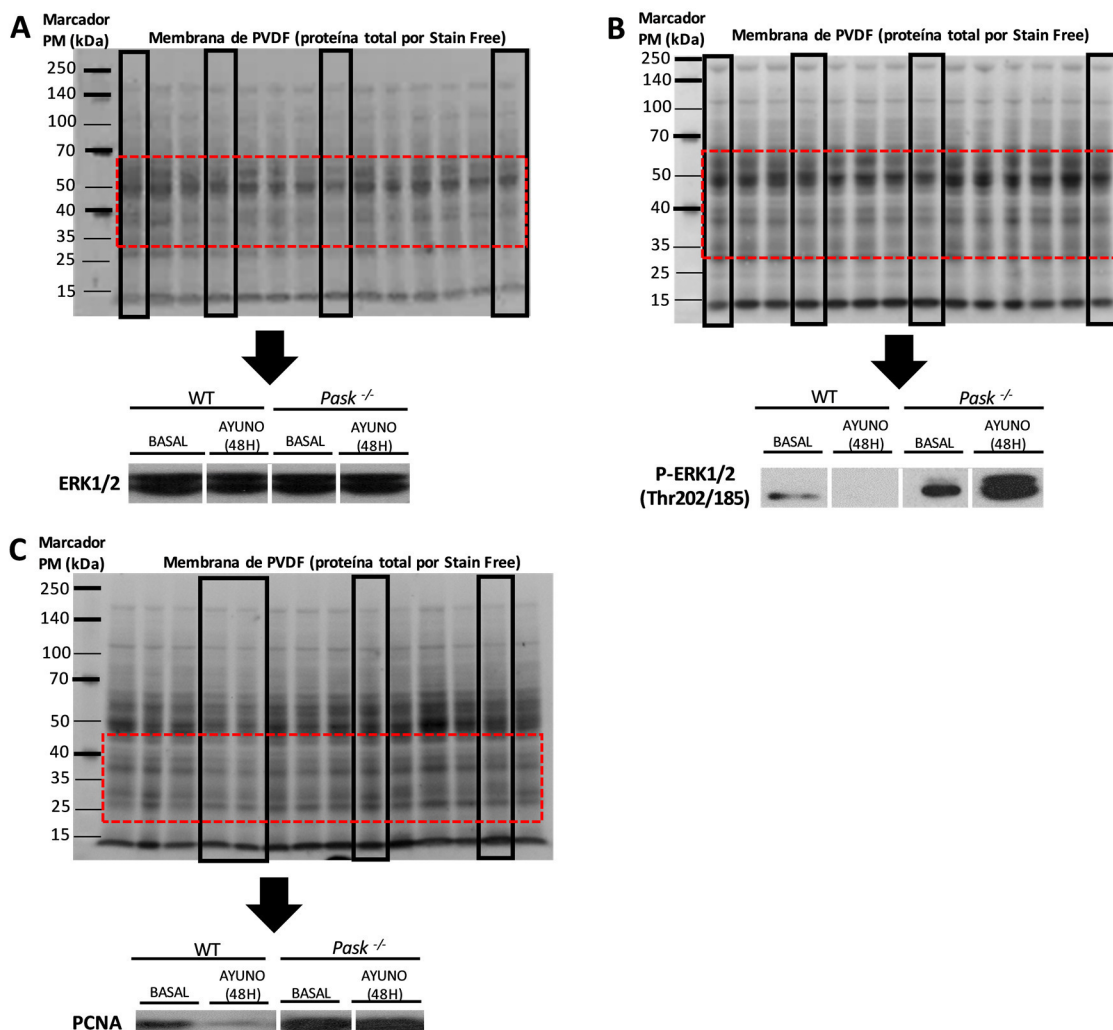 A
Marcador
PM (kDa)
Membrana de PVDF (proteína total por Stain Free)
250
140
100
70
50
40
35
25
15
WT
Pask -/-
BASAL
AYUNO
(48H)
BASAL
AYUNO
(48H)
ERK1/2
B
Marcador
PM (kDa)
Membrana de PVDF (proteína total por Stain Free)
250
140
100
70
50
40
35
25
15
WT
Pask -/-
BASAL
AYUNO
(48H)
BASAL
AYUNO
(48H)
P-ERK1/2
(Thr202/185)
C
Marcador
PM (kDa)
Membrana de PVDF (proteína total por Stain Free)
250
140
100
70
50
40
35
25
15
WT
Pask -/-
BASAL
AYUNO
(48H)
BASAL
AYUNO
(48H)
PCNA